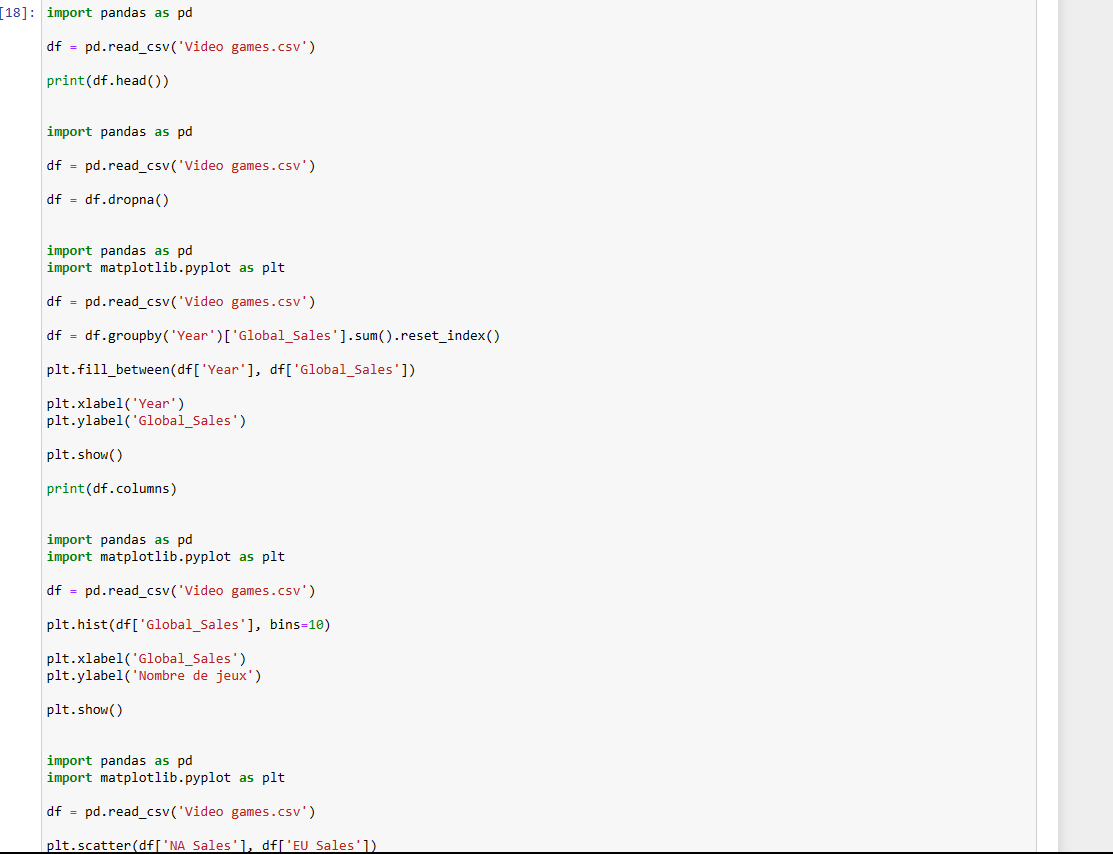 [18]:
import pandas as pd
df = pd.read_csv('Video games.csv')
print(df.head())
import pandas as pd
df = pd.read_csv('Video games.csv')
df = df.dropna()
import pandas as pd
import matplotlib.pyplot as plt
df = pd.read_csv('Video games.csv')
df = df.groupby('Year')['Global_Sales'].sum().reset_index()
plt.fill_between(df['Year'], df['Global_Sales'])
plt.xlabel('Year')
plt.ylabel('Global_Sales')
plt.show()
print(df.columns)
import pandas as pd
import matplotlib.pyplot as plt
df = pd.read_csv('Video games.csv')
plt.hist(df['Global_Sales'], bins=10)
plt.xlabel('Global_Sales')
plt.ylabel('Nombre de jeux')
plt.show()
import pandas as pd
import matplotlib.pyplot as plt
df = pd.read_csv('Video games.csv')
plt.scatter(df['NA Sales'], df['EU Sales'])